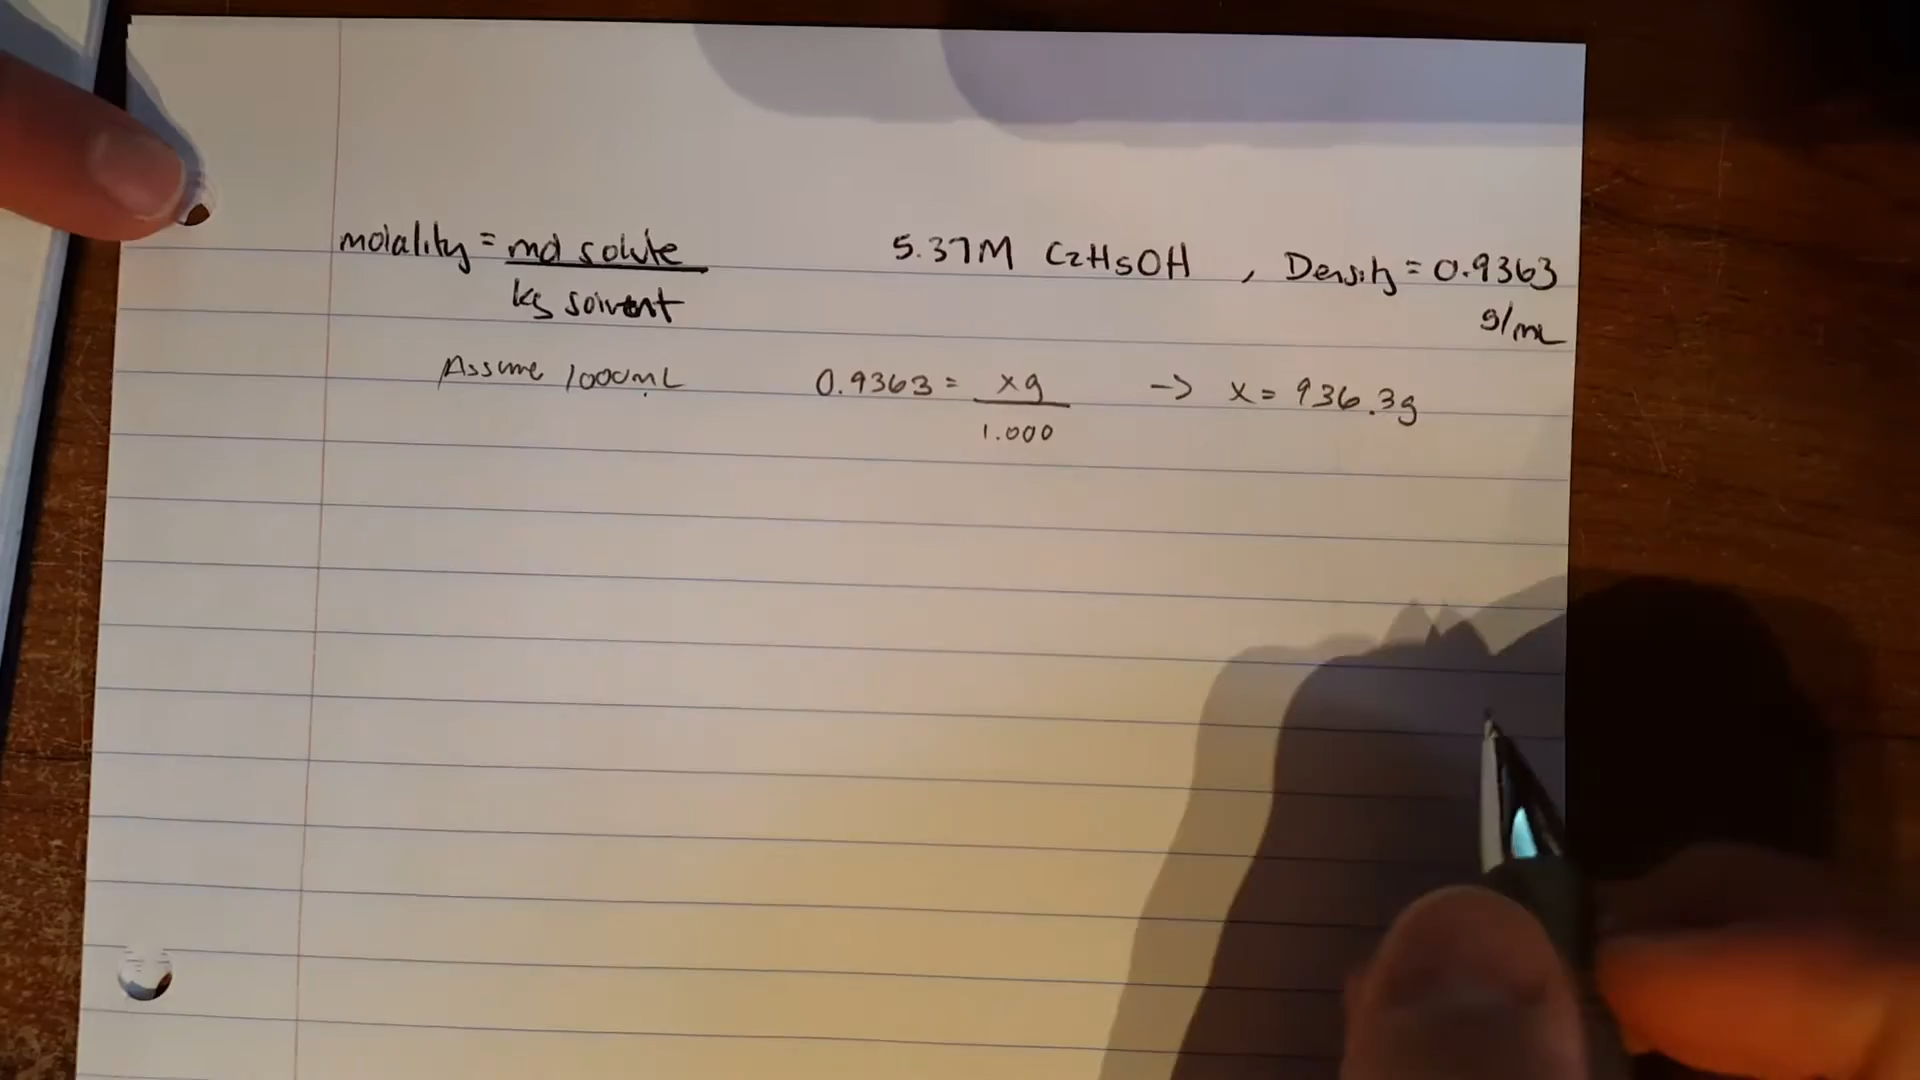 molality = mol solute 5.37M C2H5OH , Density = 0.9363
kg solvent g/mL
Assume 1000mL 0.9363 = xg -> x = 936.3g
1.000